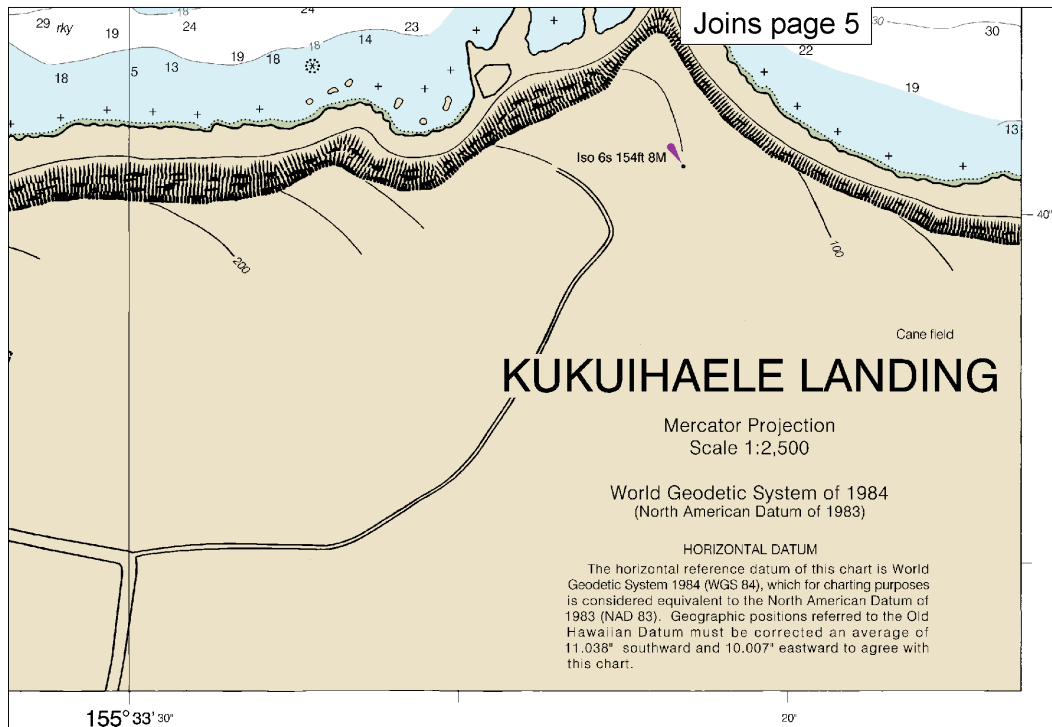 18
24
Joins page 5
30
29 rky 19 24 18 14 23 22 30
18 5 13 19 18 19
13
Iso 6s 154ft 8M
40"
200
100
Cane field
KUKUIHAELE LANDING
Mercator Projection
Scale 1:2,500
World Geodetic System of 1984
(North American Datum of 1983)
HORIZONTAL DATUM
The horizontal reference datum of this chart is World
Geodetic System 1984 (WGS 84), which for charting purposes
is considered equivalent to the North American Datum of
1983 (NAD 83). Geographic positions referred to the Old
Hawaiian Datum must be corrected an average of
11.038" southward and 10.007" eastward to agree with
this chart.
155° 33' 30" 20"